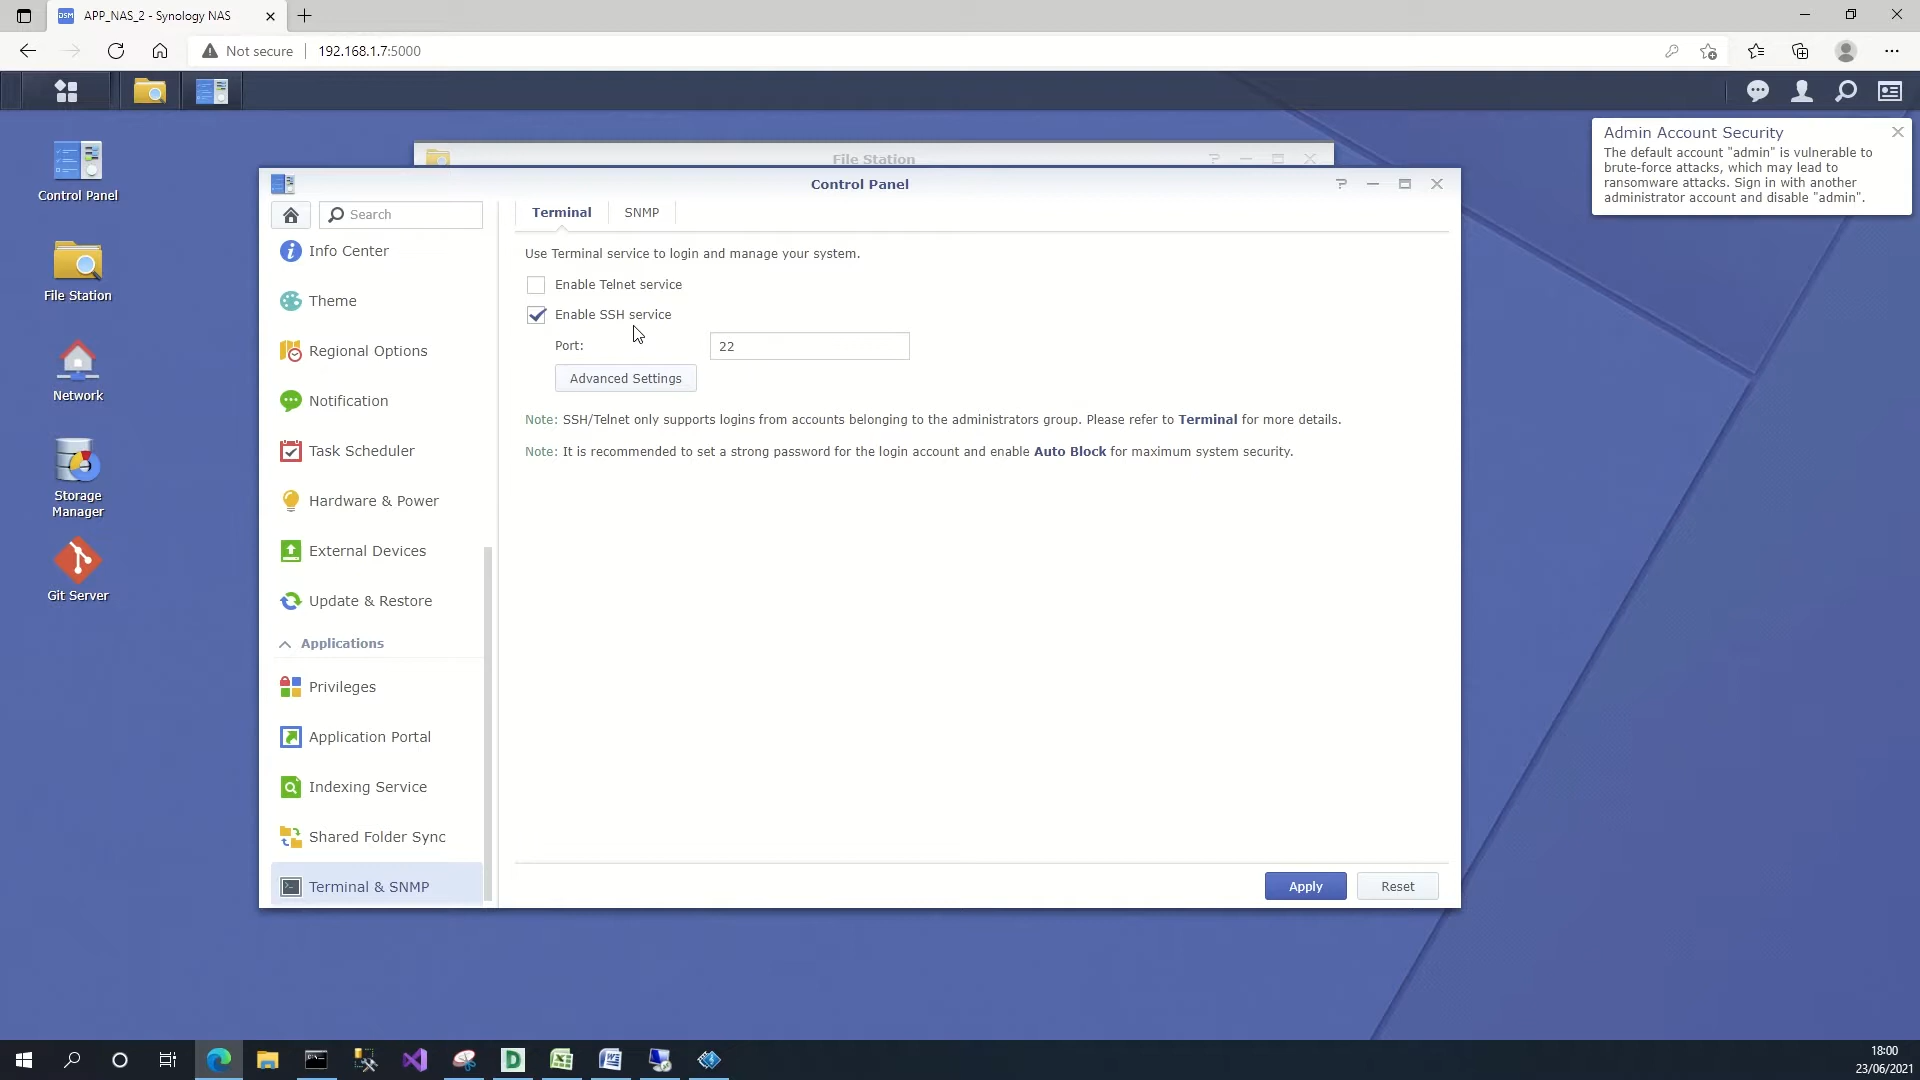 APP_NAS_2 - Synology NAS
Not secure
192.168.1.7:5000
Admin Account Security
The default account "admin" is vulnerable to
brute-force attacks, which may lead to
ransomware attacks. Sign in with another
administrator account and disable "admin".
Control Panel
File Station
Network
Storage
Manager
Git Server
File Station
Control Panel
Search
Info Center
Theme
Regional Options
Notification
Task Scheduler
Hardware & Power
External Devices
Update & Restore
Applications
Privileges
Application Portal
Indexing Service
Shared Folder Sync
Terminal & SNMP
Terminal
SNMP
Use Terminal service to login and manage your system.
Enable Telnet service
Enable SSH service
Port:
22
Advanced Settings
Note: SSH/Telnet only supports logins from accounts belonging to the administrators group. Please refer to Terminal for more details.
Note: It is recommended to set a strong password for the login account and enable Auto Block for maximum system security.
Apply
Reset
18:00
23/06/2021